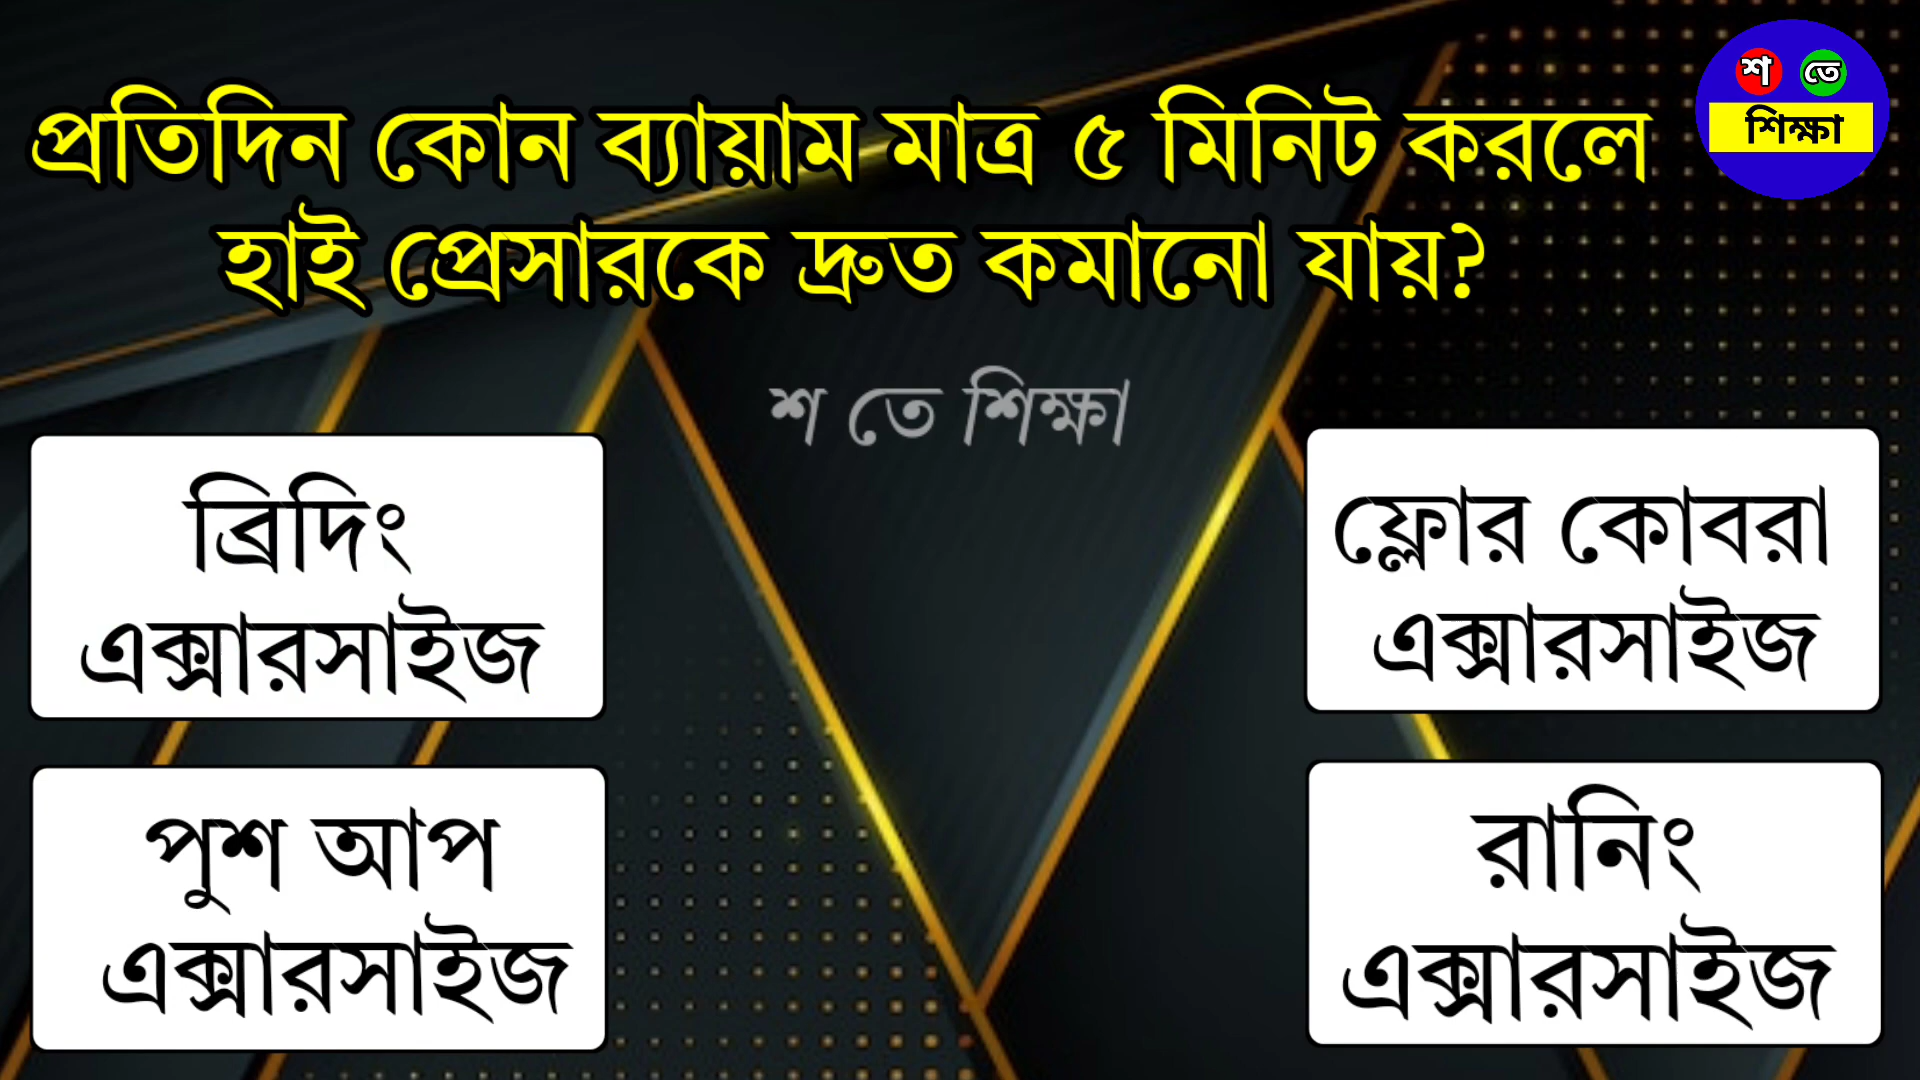 প্রতিদিন কোন ব্যায়াম মাত্র ৫ মিনিট করলে
হাই প্রেসারকে দ্রুত কমানো যায়?
শ তে
শিক্ষা
শ তে শিক্ষা
ব্রিদিং
এক্সারসাইজ
ফ্লোর কোবরা
এক্সারসাইজ
পুশ আপ
এক্সারসাইজ
রানিং
এক্সারসাইজ